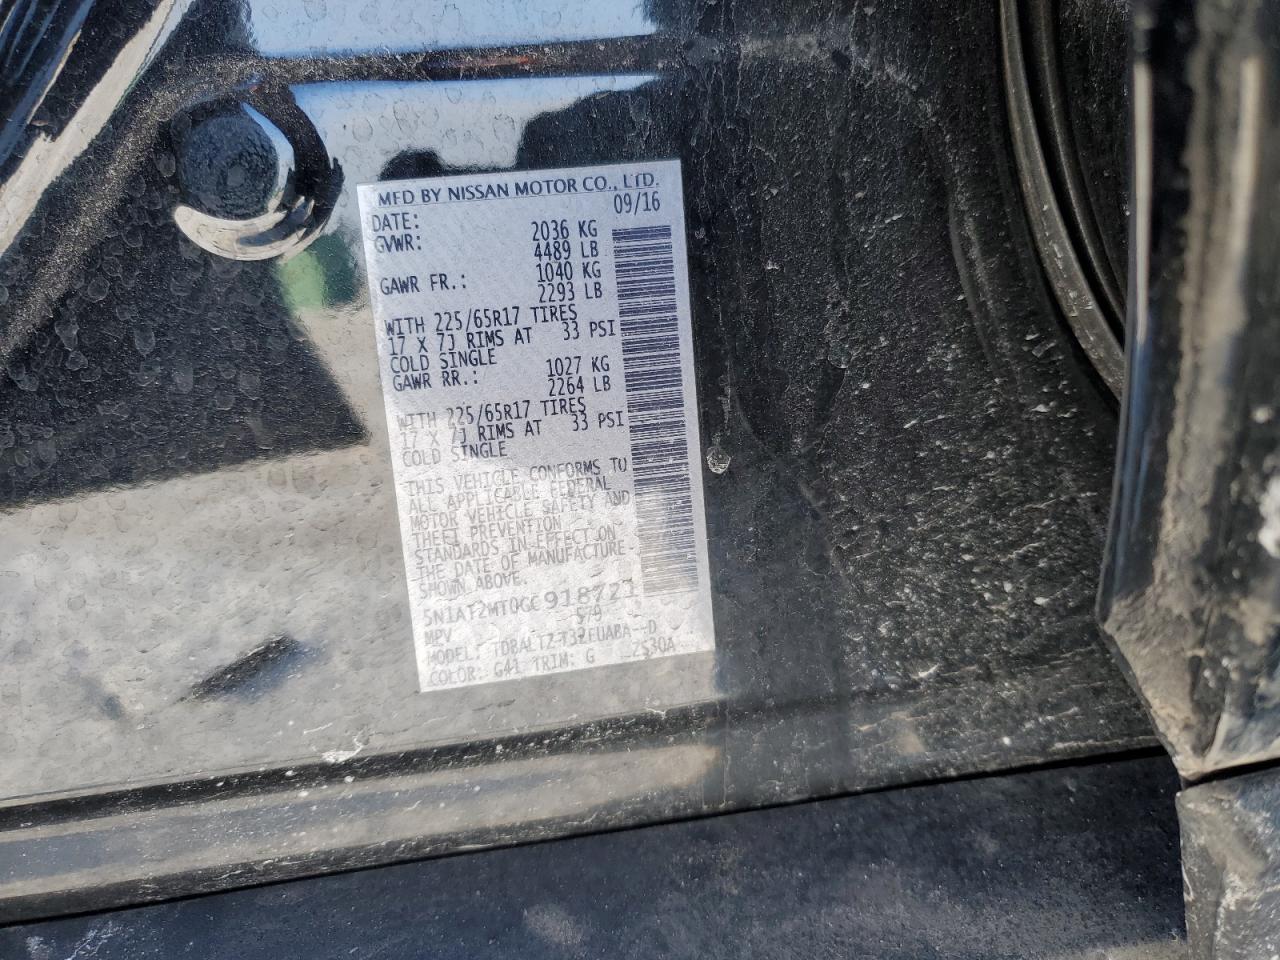 MFD BY NISSAN MOTOR CO., LTD.
DATE: 09/16
GVWR: 2036 KG
4489 LB
GAWR FR.: 1040 KG
2293 LB
WITH 225/65R17 TIRES
17 X 7J RIMS AT 33 PSI
COLD SINGLE
GAWR RR.: 1027 KG
2264 LB
WITH 225/65R17 TIRES
17 X 7J RIMS AT 33 PSI
COLD SINGLE
THIS VEHICLE CONFORMS TO
ALL APPLICABLE FEDERAL
MOTOR VEHICLE SAFETY AND
THEFT PREVENTION
STANDARDS IN EFFECT ON
THE DATE OF MANUFACTURE
SHOWN ABOVE.
5N1AT2MT0GC918721
579
MPV
MODEL:
COLOR: G41 TRIM: G